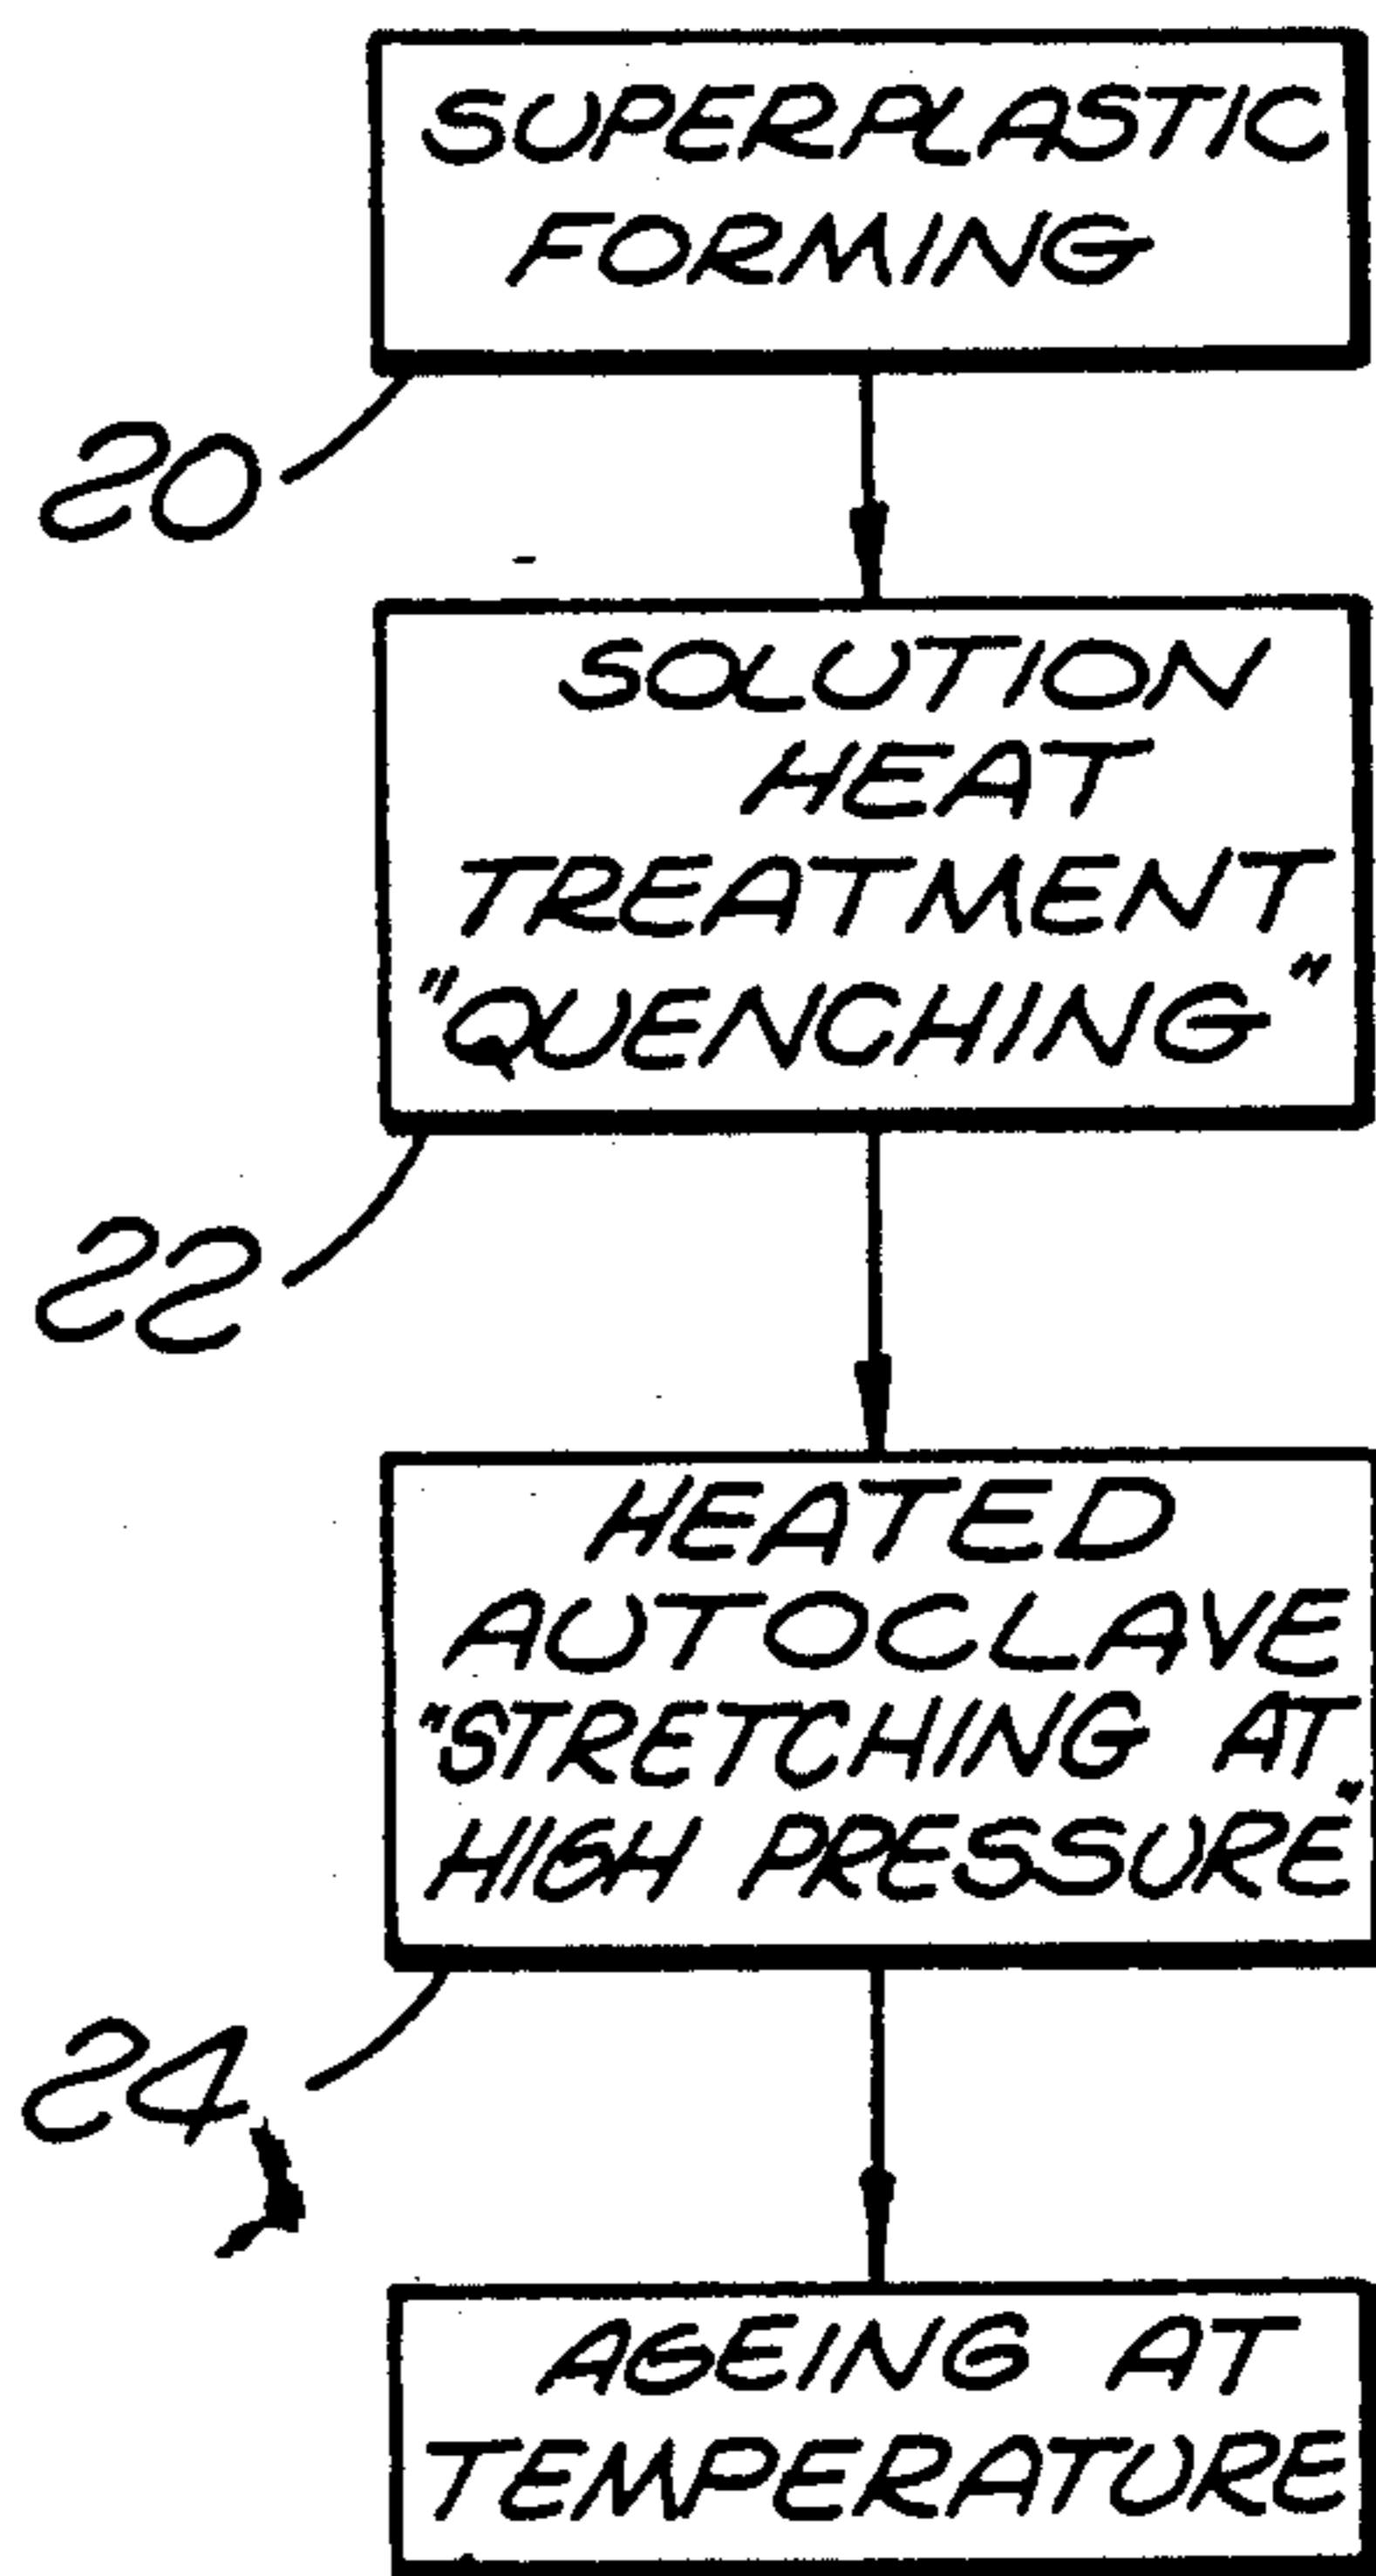 SUPERPLASTIC
FORMING
20
SOLUTION
HEAT
TREATMENT
"QUENCHING"
22
HEATED
AUTOCLAVE
"STRETCHING AT
HIGH PRESSURE"
24
AGEING AT
TEMPERATURE